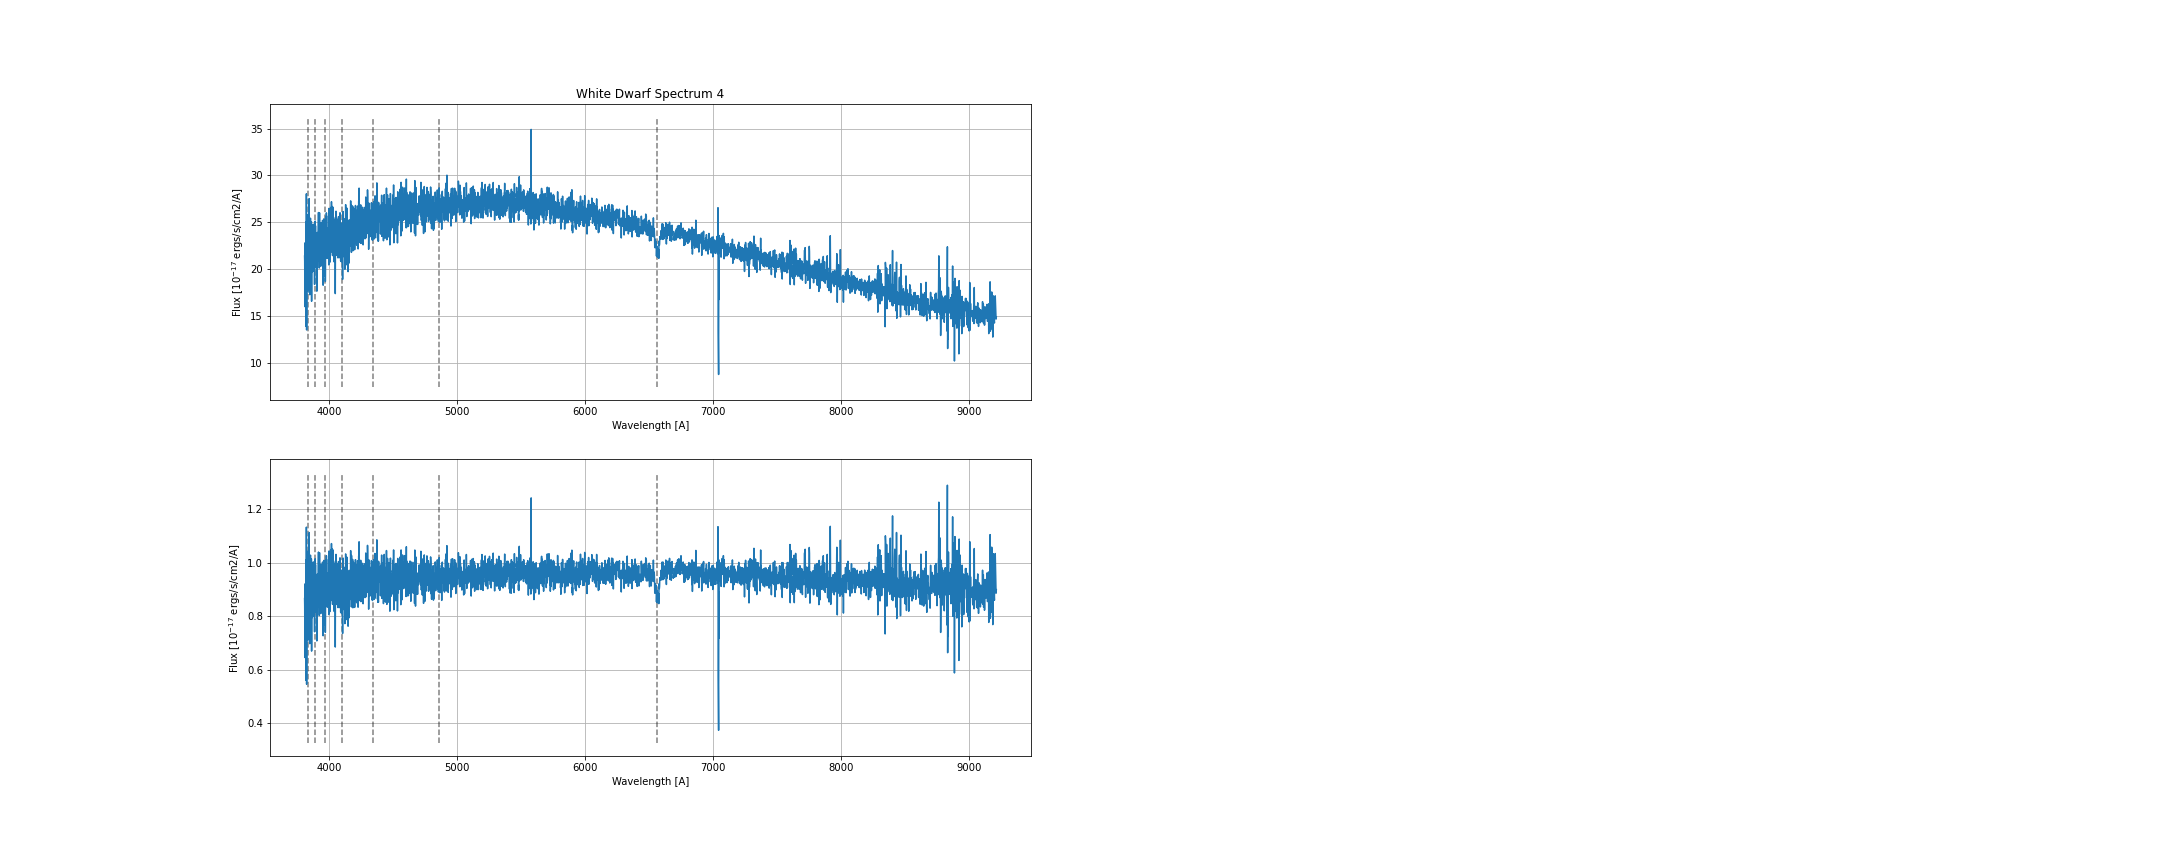 White Dwarf Spectrum 4
35
30
25
20
15
10
Flux [10⁻¹⁷ ergs/s/cm2/A]
4000 5000 6000 7000 8000 9000
Wavelength [A]
1.2
1.0
0.8
0.6
0.4
Flux [10⁻¹⁷ ergs/s/cm2/A]
4000 5000 6000 7000 8000 9000
Wavelength [A]